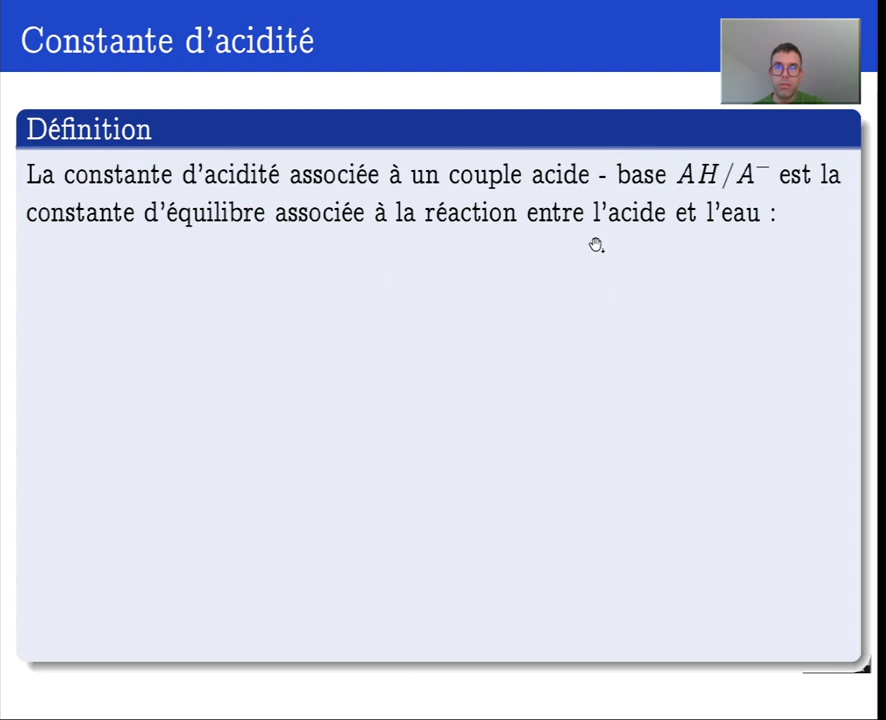 Constante d'acidité
Définition
La constante d'acidité associée à un couple acide - base AH/A⁻ est la
constante d'équilibre associée à la réaction entre l'acide et l'eau :